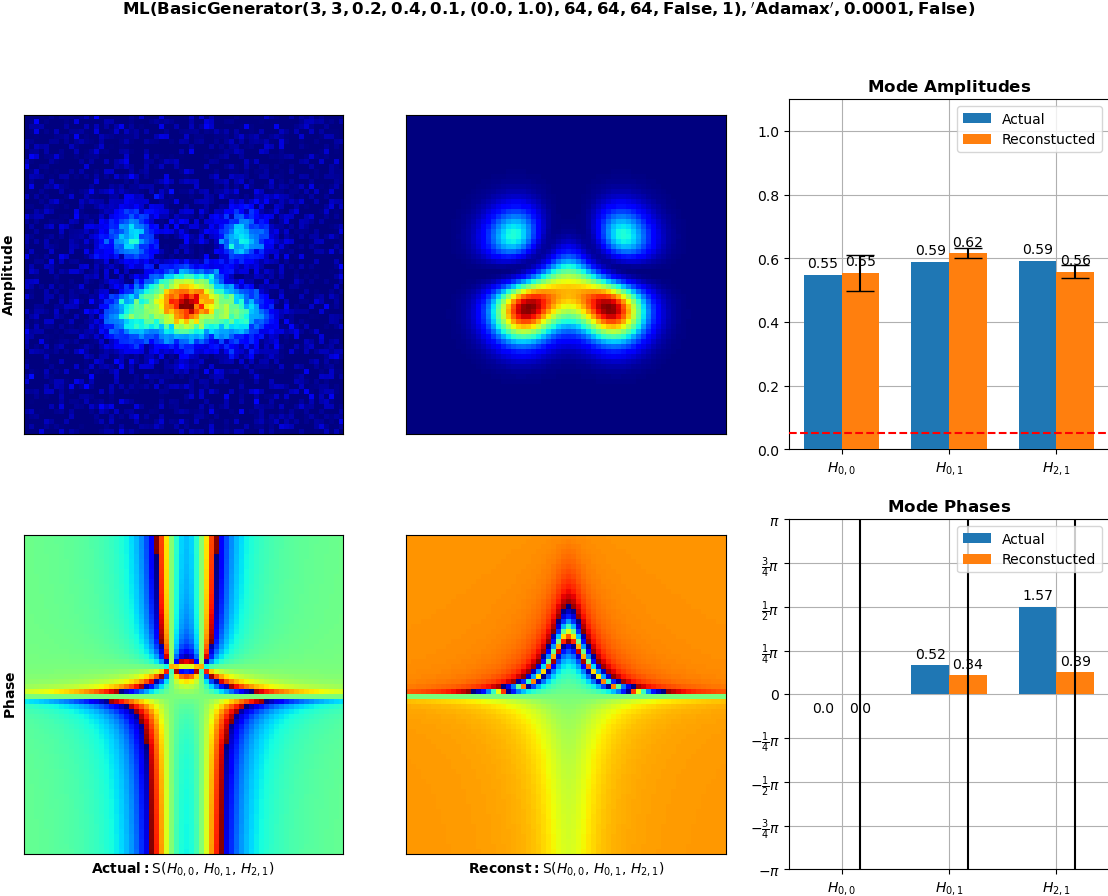 ML(BasicGenerator(3, 3, 0.2, 0.4, 0.1, (0.0, 1.0), 64, 64, 64, False, 1), ′Adamax′, 0.0001, False)
Mode Amplitudes
Actual
Reconstucted
1.0
0.8
0.6
0.4
0.2
0.0
0.55 0.55 0.59 0.62 0.59 0.56
H0,0 H0,1 H2,1
Amplitude
Mode Phases
Actual
Reconstucted
π
3/4π
1/2π
1/4π
0
−1/4π
−1/2π
−3/4π
−π
0.0 0.0 0.52 0.34 1.57 0.39
H0,0 H0,1 H2,1
Phase
Actual: S(H0,0, H0,1, H2,1)
Reconst: S(H0,0, H0,1, H2,1)